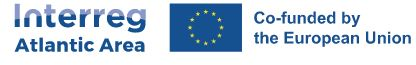 Interreg
Atlantic Area
Co-funded by
the European Union